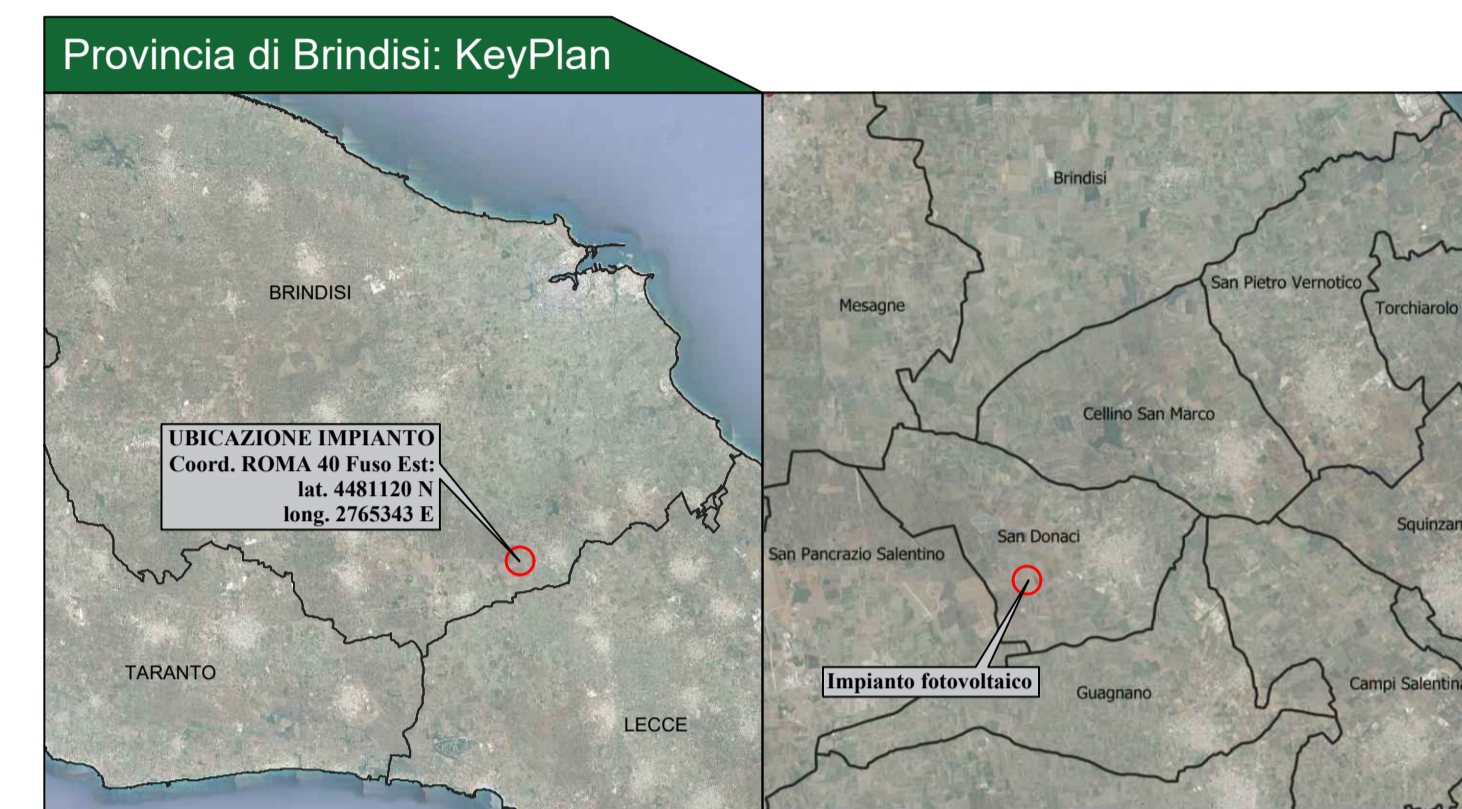 Provincia di Brindisi: KeyPlan
BRINDISI
UBICAZIONE IMPIANTO
Coord. ROMA 40 Fuso Est:
lat. 4481120 N
long. 2765343 E
TARANTO
LECCE
Brindisi
San Pietro Vernotico
Mesagne
Torchiarolo
Cellino San Marco
Squinzan
San Donaci
San Pancrazio Salentino
Impianto fotovoltaico
Guagnano
Campi Salentina